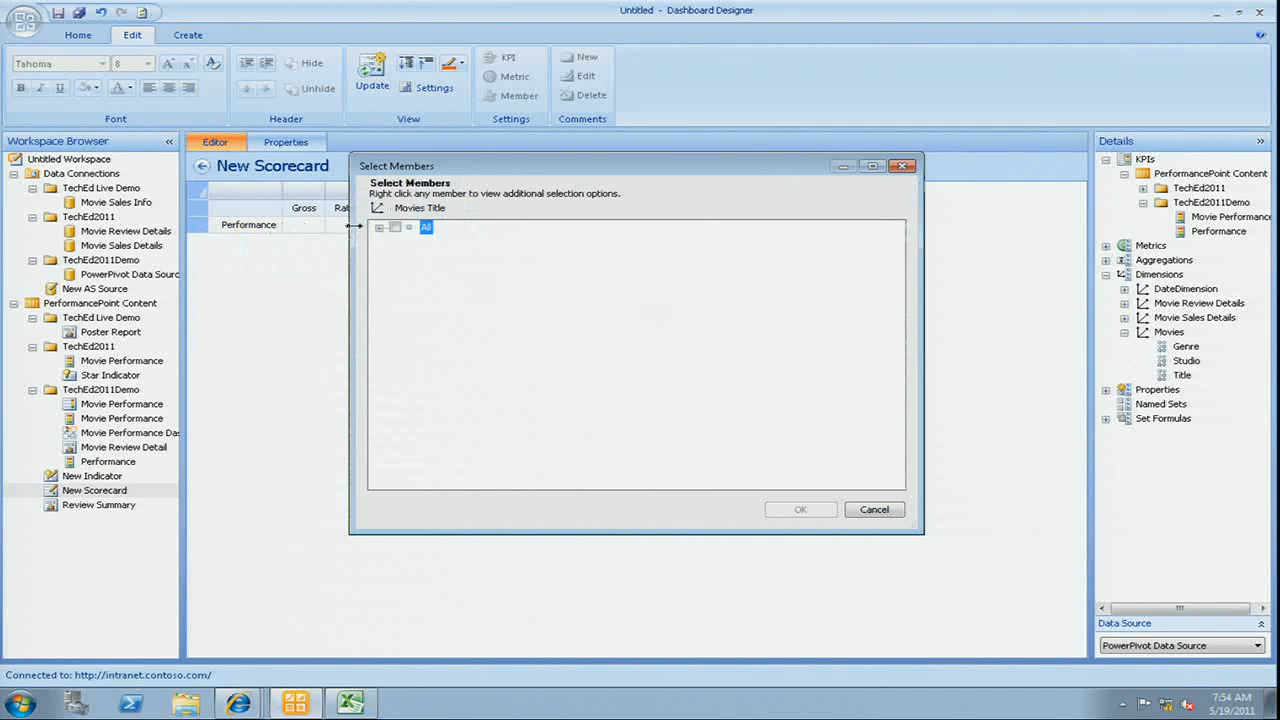 Untitled - Dashboard Designer
Home
Edit
Create
Tahoma
8
Hide
Unhide
Update
Settings
KPI
Metric
Member
New
Edit
Delete
Font
Header
View
Settings
Comments
Workspace Browser
Untitled Workspace
Data Connections
TechEd Live Demo
Movie Sales Info
TechEd2011
Movie Review Details
Movie Sales Details
TechEd2011Demo
PowerPivot Data Sourc
New AS Source
PerformancePoint Content
TechEd Live Demo
Poster Report
TechEd2011
Movie Performance
Star Indicator
TechEd2011Demo
Movie Performance
Movie Performance
Movie Performance Das
Movie Review Detail
Performance
New Indicator
New Scorecard
Review Summary
Editor
Properties
New Scorecard
Gross
Rat
Performance
Select Members
Select Members
Right click any member to view additional selection options.
Movies Title
All
OK
Cancel
Details
KPIs
PerformancePoint Content
TechEd2011
TechEd2011Demo
Movie Performance
Performance
Metrics
Aggregations
Dimensions
DateDimension
Movie Review Details
Movie Sales Details
Movies
Genre
Studio
Title
Properties
Named Sets
Set Formulas
Data Source
PowerPivot Data Source
Connected to: http://intranet.contoso.com/
7:54 AM
5/19/2011